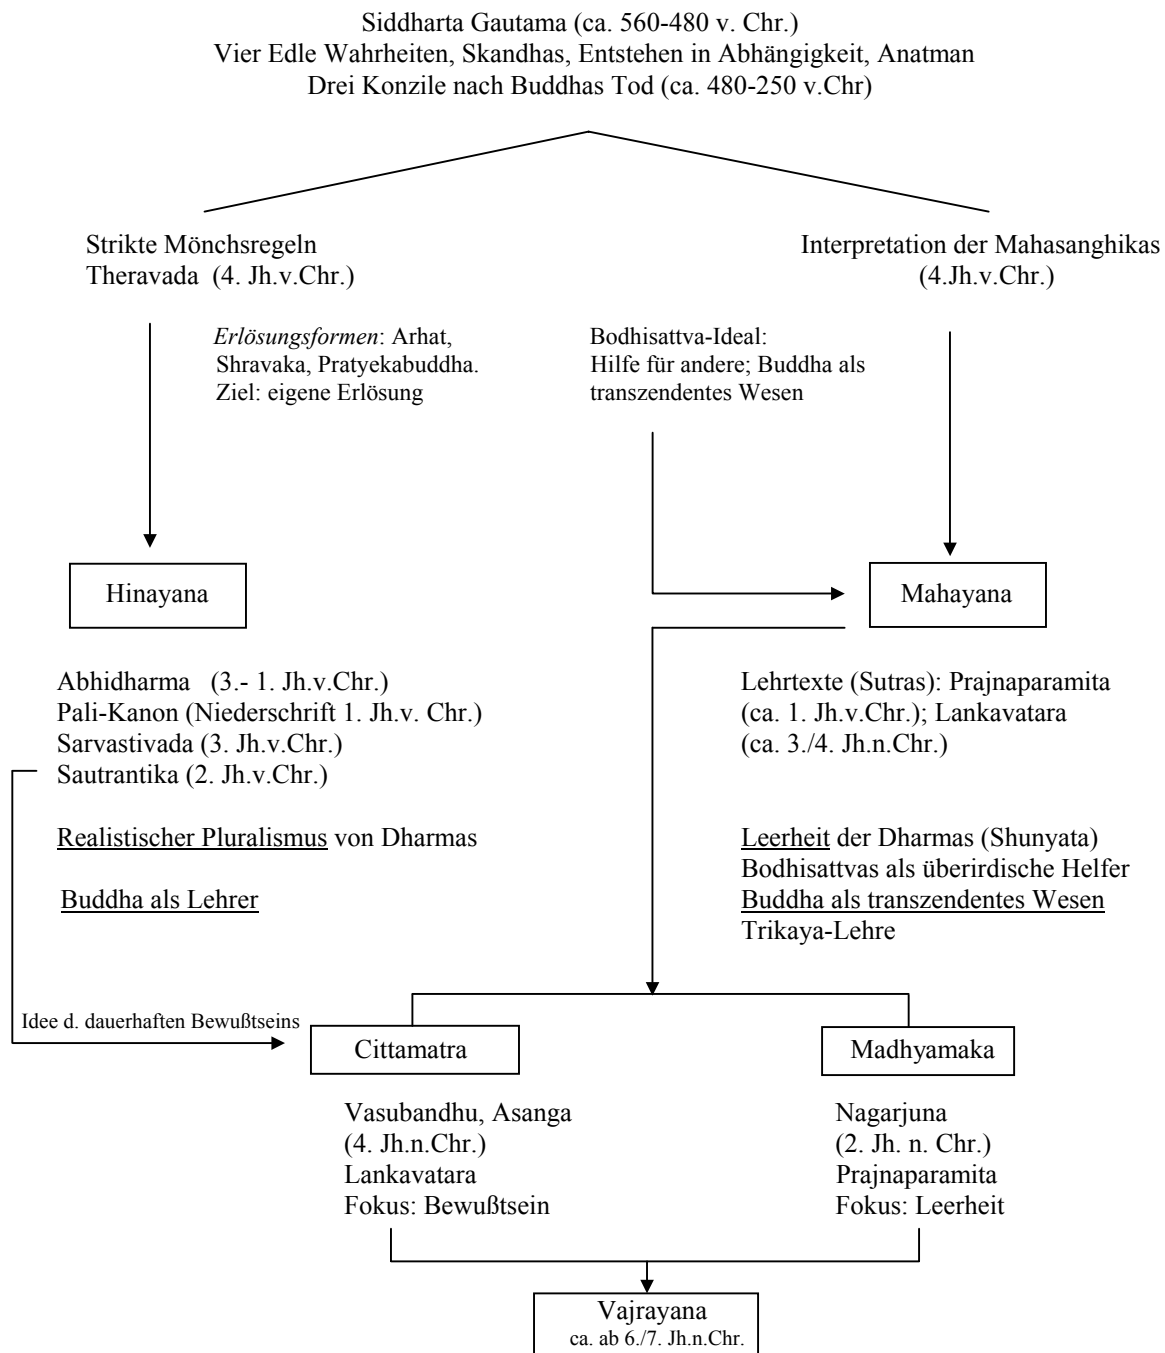 Siddharta Gautama (ca. 560-480 v. Chr.)
Vier Edle Wahrheiten, Skandhas, Entstehen in Abhängigkeit, Anatman
Drei Konzile nach Buddhas Tod (ca. 480-250 v.Chr)
Strikte Mönchsregeln
Theravada (4. Jh.v.Chr.)
Interpretation der Mahasanghikas
(4.Jh.v.Chr.)
Erlösungsformen: Arhat,
Shravaka, Pratyekabuddha.
Ziel: eigene Erlösung
Bodhisattva-Ideal:
Hilfe für andere; Buddha als
transzendentes Wesen
Hinayana
Mahayana
Abhidharma (3.- 1. Jh.v.Chr.)
Pali-Kanon (Niederschrift 1. Jh.v. Chr.)
Sarvastivada (3. Jh.v.Chr.)
Sautrantika (2. Jh.v.Chr.)
Realistischer Pluralismus von Dharmas
Buddha als Lehrer
Lehrtexte (Sutras): Prajnaparamita
(ca. 1. Jh.v.Chr.); Lankavatara
(ca. 3./4. Jh.n.Chr.)
Leerheit der Dharmas (Shunyata)
Bodhisattvas als überirdische Helfer
Buddha als transzendentes Wesen
Trikaya-Lehre
Idee d. dauerhaften Bewußtseins
Cittamatra
Madhyamaka
Vasubandhu, Asanga
(4. Jh.n.Chr.)
Lankavatara
Fokus: Bewußtsein
Nagarjuna
(2. Jh. n. Chr.)
Prajnaparamita
Fokus: Leerheit
Vajrayana
ca. ab 6./7. Jh.n.Chr.